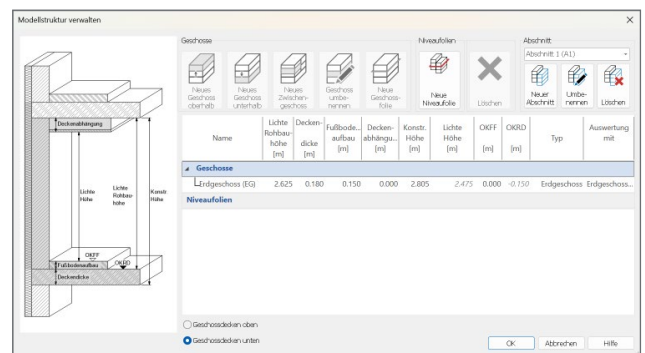 Modellstruktur verwalten
Geschosse
Niveaufolien
Abschnitt
Abschnitt 1 (A1)
Neues Geschoss oberhalb
Neues Geschoss unterhalb
Neues Zwischen-geschoss
Geschoss umbe-nennen
Neue Geschoss-folie
Neue Niveaufolie
Löschen
Neuer Abschnitt
Umbe-nennen
Löschen
Deckenabhängung
Lichte Höhe
Lichte Rohbau-höhe
Konstr. Höhe
OKFF
OKRD
Fußbodenaufbau
Deckendicke
Name
Lichte Rohbau-höhe [m]
Decken-dicke [m]
Fußbode... aufbau [m]
Decken-abhängu... [m]
Konstr. Höhe [m]
Lichte Höhe [m]
OKFF [m]
OKRD [m]
Typ
Auswertung mit
Geschosse
Erdgeschoss (EG) 2.625 0.180 0.150 0.000 2.805 2.475 0.000 -0.150 Erdgeschoss Erdgeschoss...
Niveaufolien
Geschossdecken oben
Geschossdecken unten
OK
Abbrechen
Hilfe